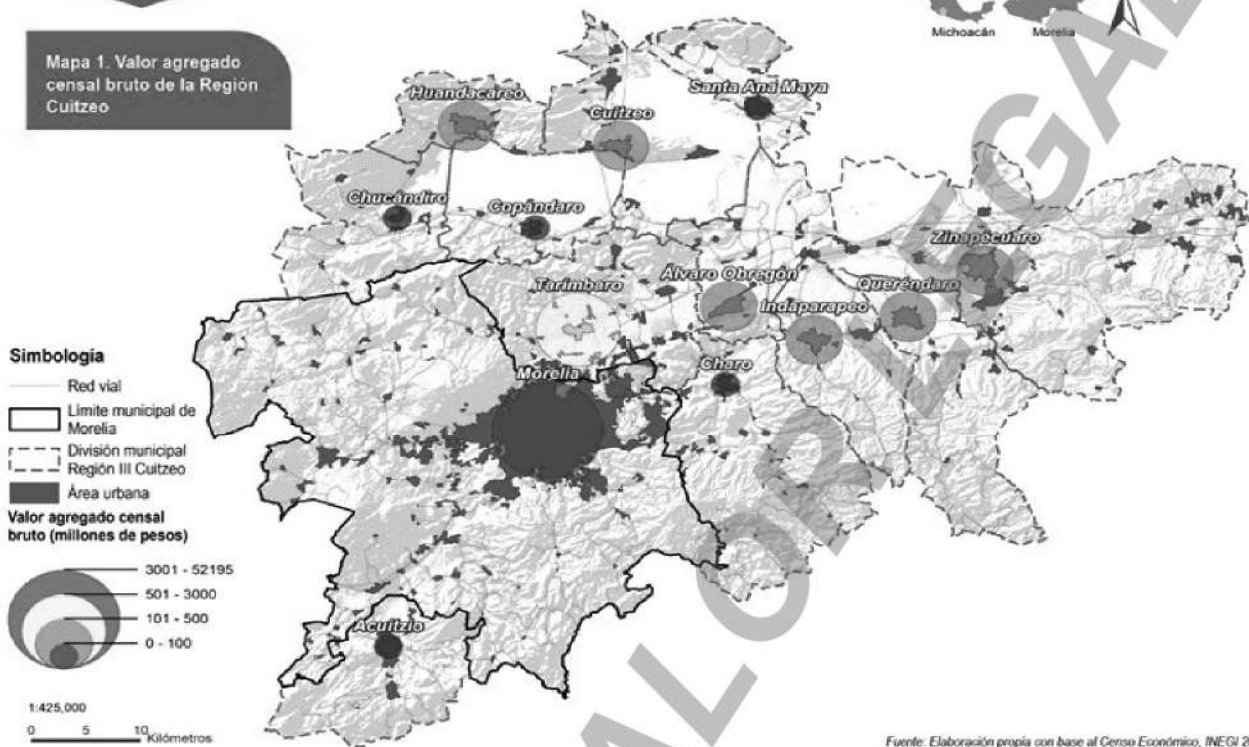 Michoacán
Morelia
Mapa 1. Valor agregado
censal bruto de la Región
Cuitzeo
Huandacareo
Cuitzeo
Santa Ana Maya
Chucándiro
Copándaro
Zinapécuaro
Tarímbaro
Álvaro Obregón
Queréndaro
Indaparapeo
Morelia
Charo
Acuitzio
Simbología
Red vial
Límite municipal de
Morelia
División municipal
Región III Cuitzeo
Área urbana
Valor agregado censal
bruto (millones de pesos)
3001 - 52195
501 - 3000
101 - 500
0 - 100
1:425,000
0 5 10
Kilómetros
Fuente: Elaboración propia con base al Censo Económico, INEGI 2
VALOR LEGAL